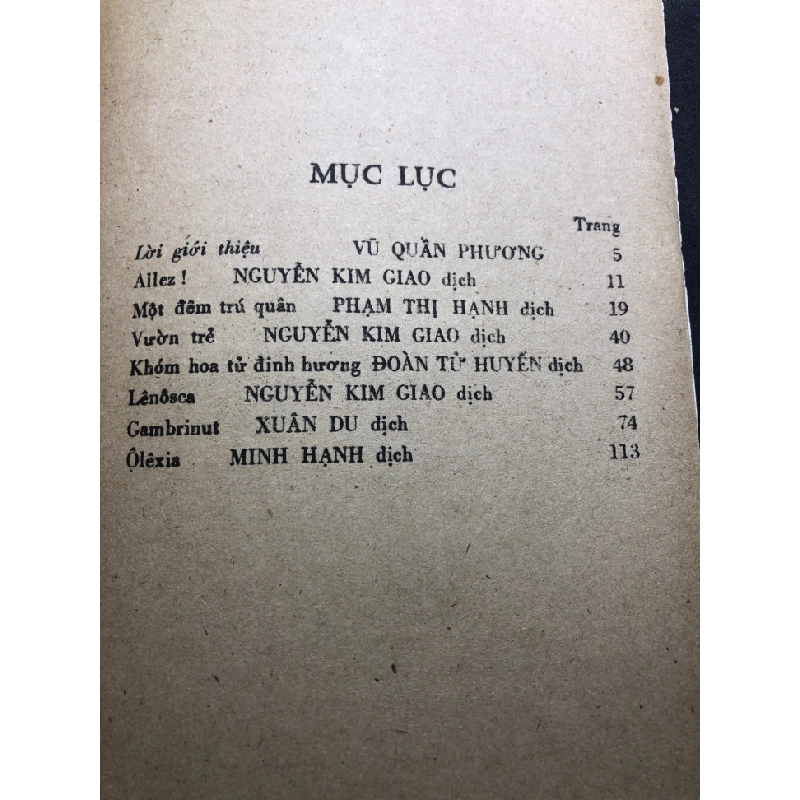 MỤC LỤC
Trang
Lời giới thiệu VŨ QUẦN PHƯƠNG 5
Allez ! NGUYỄN KIM GIAO dịch 11
Một đêm trú quân PHẠM THỊ HẠNH dịch 19
Vườn trẻ NGUYỄN KIM GIAO dịch 40
Khóm hoa tử đinh hương ĐOÀN TỬ HUYẾN dịch 48
Lênôsca NGUYỄN KIM GIAO dịch 57
Gambrinut XUÂN DU dịch 74
Ôlêxia MINH HẠNH dịch 113